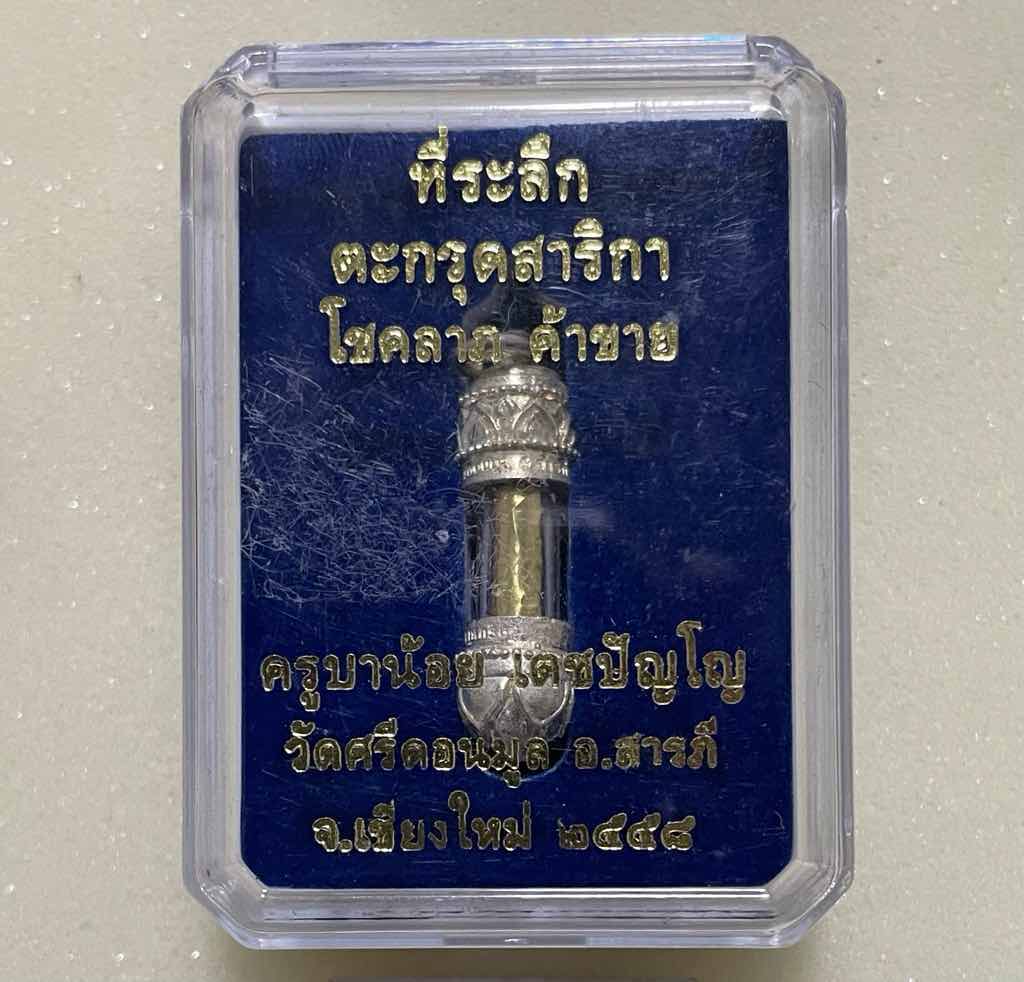 ที่ระลึก
ตะกรุดสาริกา
โชคลาภ ค้าขาย
ครูบาน้อย เตชปัญโญ
วัดศรีดอนมูล อ.สารภี
จ.เชียงใหม่ ๒๕๕๘